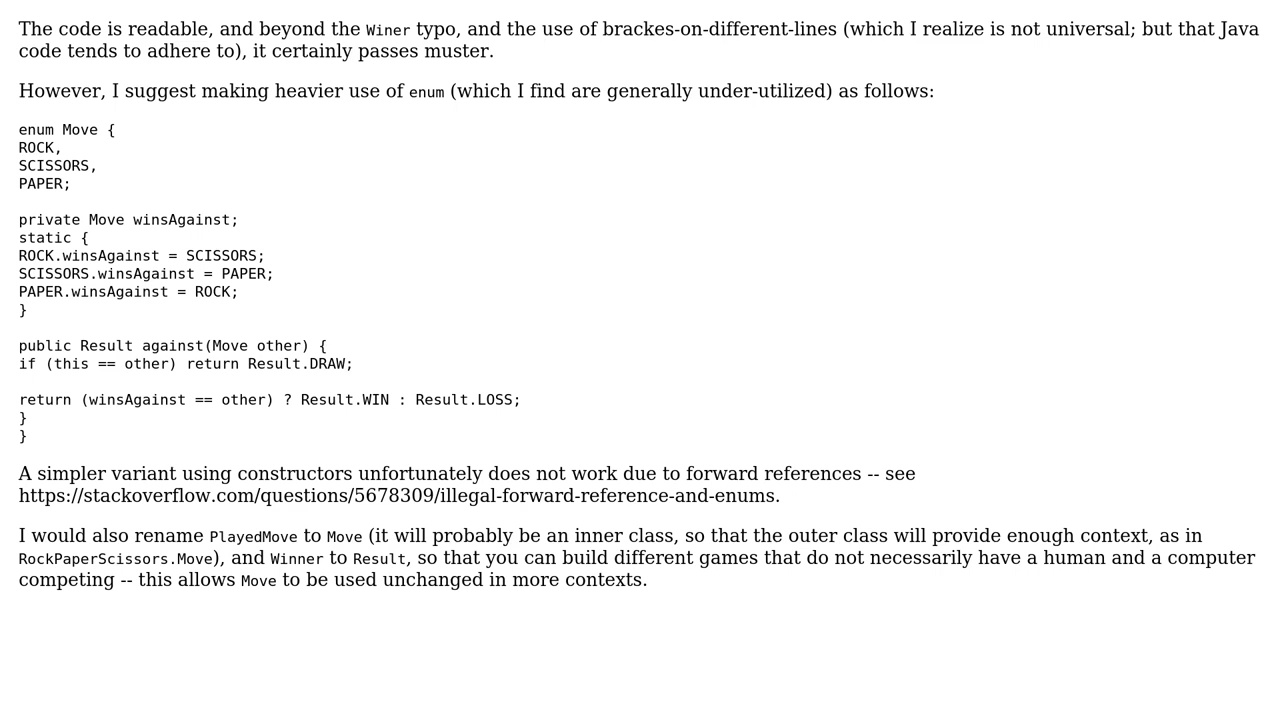 The code is readable, and beyond the Winer typo, and the use of brackes-on-different-lines (which I realize is not universal; but that Java
code tends to adhere to), it certainly passes muster.
However, I suggest making heavier use of enum (which I find are generally under-utilized) as follows:
enum Move {
ROCK,
SCISSORS,
PAPER;
private Move winsAgainst;
static {
ROCK.winsAgainst = SCISSORS;
SCISSORS.winsAgainst = PAPER;
PAPER.winsAgainst = ROCK;
}
public Result against(Move other) {
if (this == other) return Result.DRAW;
return (winsAgainst == other) ? Result.WIN : Result.LOSS;
}
}
A simpler variant using constructors unfortunately does not work due to forward references -- see
https://stackoverflow.com/questions/5678309/illegal-forward-reference-and-enums.
I would also rename PlayedMove to Move (it will probably be an inner class, so that the outer class will provide enough context, as in
RockPaperScissors.Move), and Winner to Result, so that you can build different games that do not necessarily have a human and a computer
competing -- this allows Move to be used unchanged in more contexts.